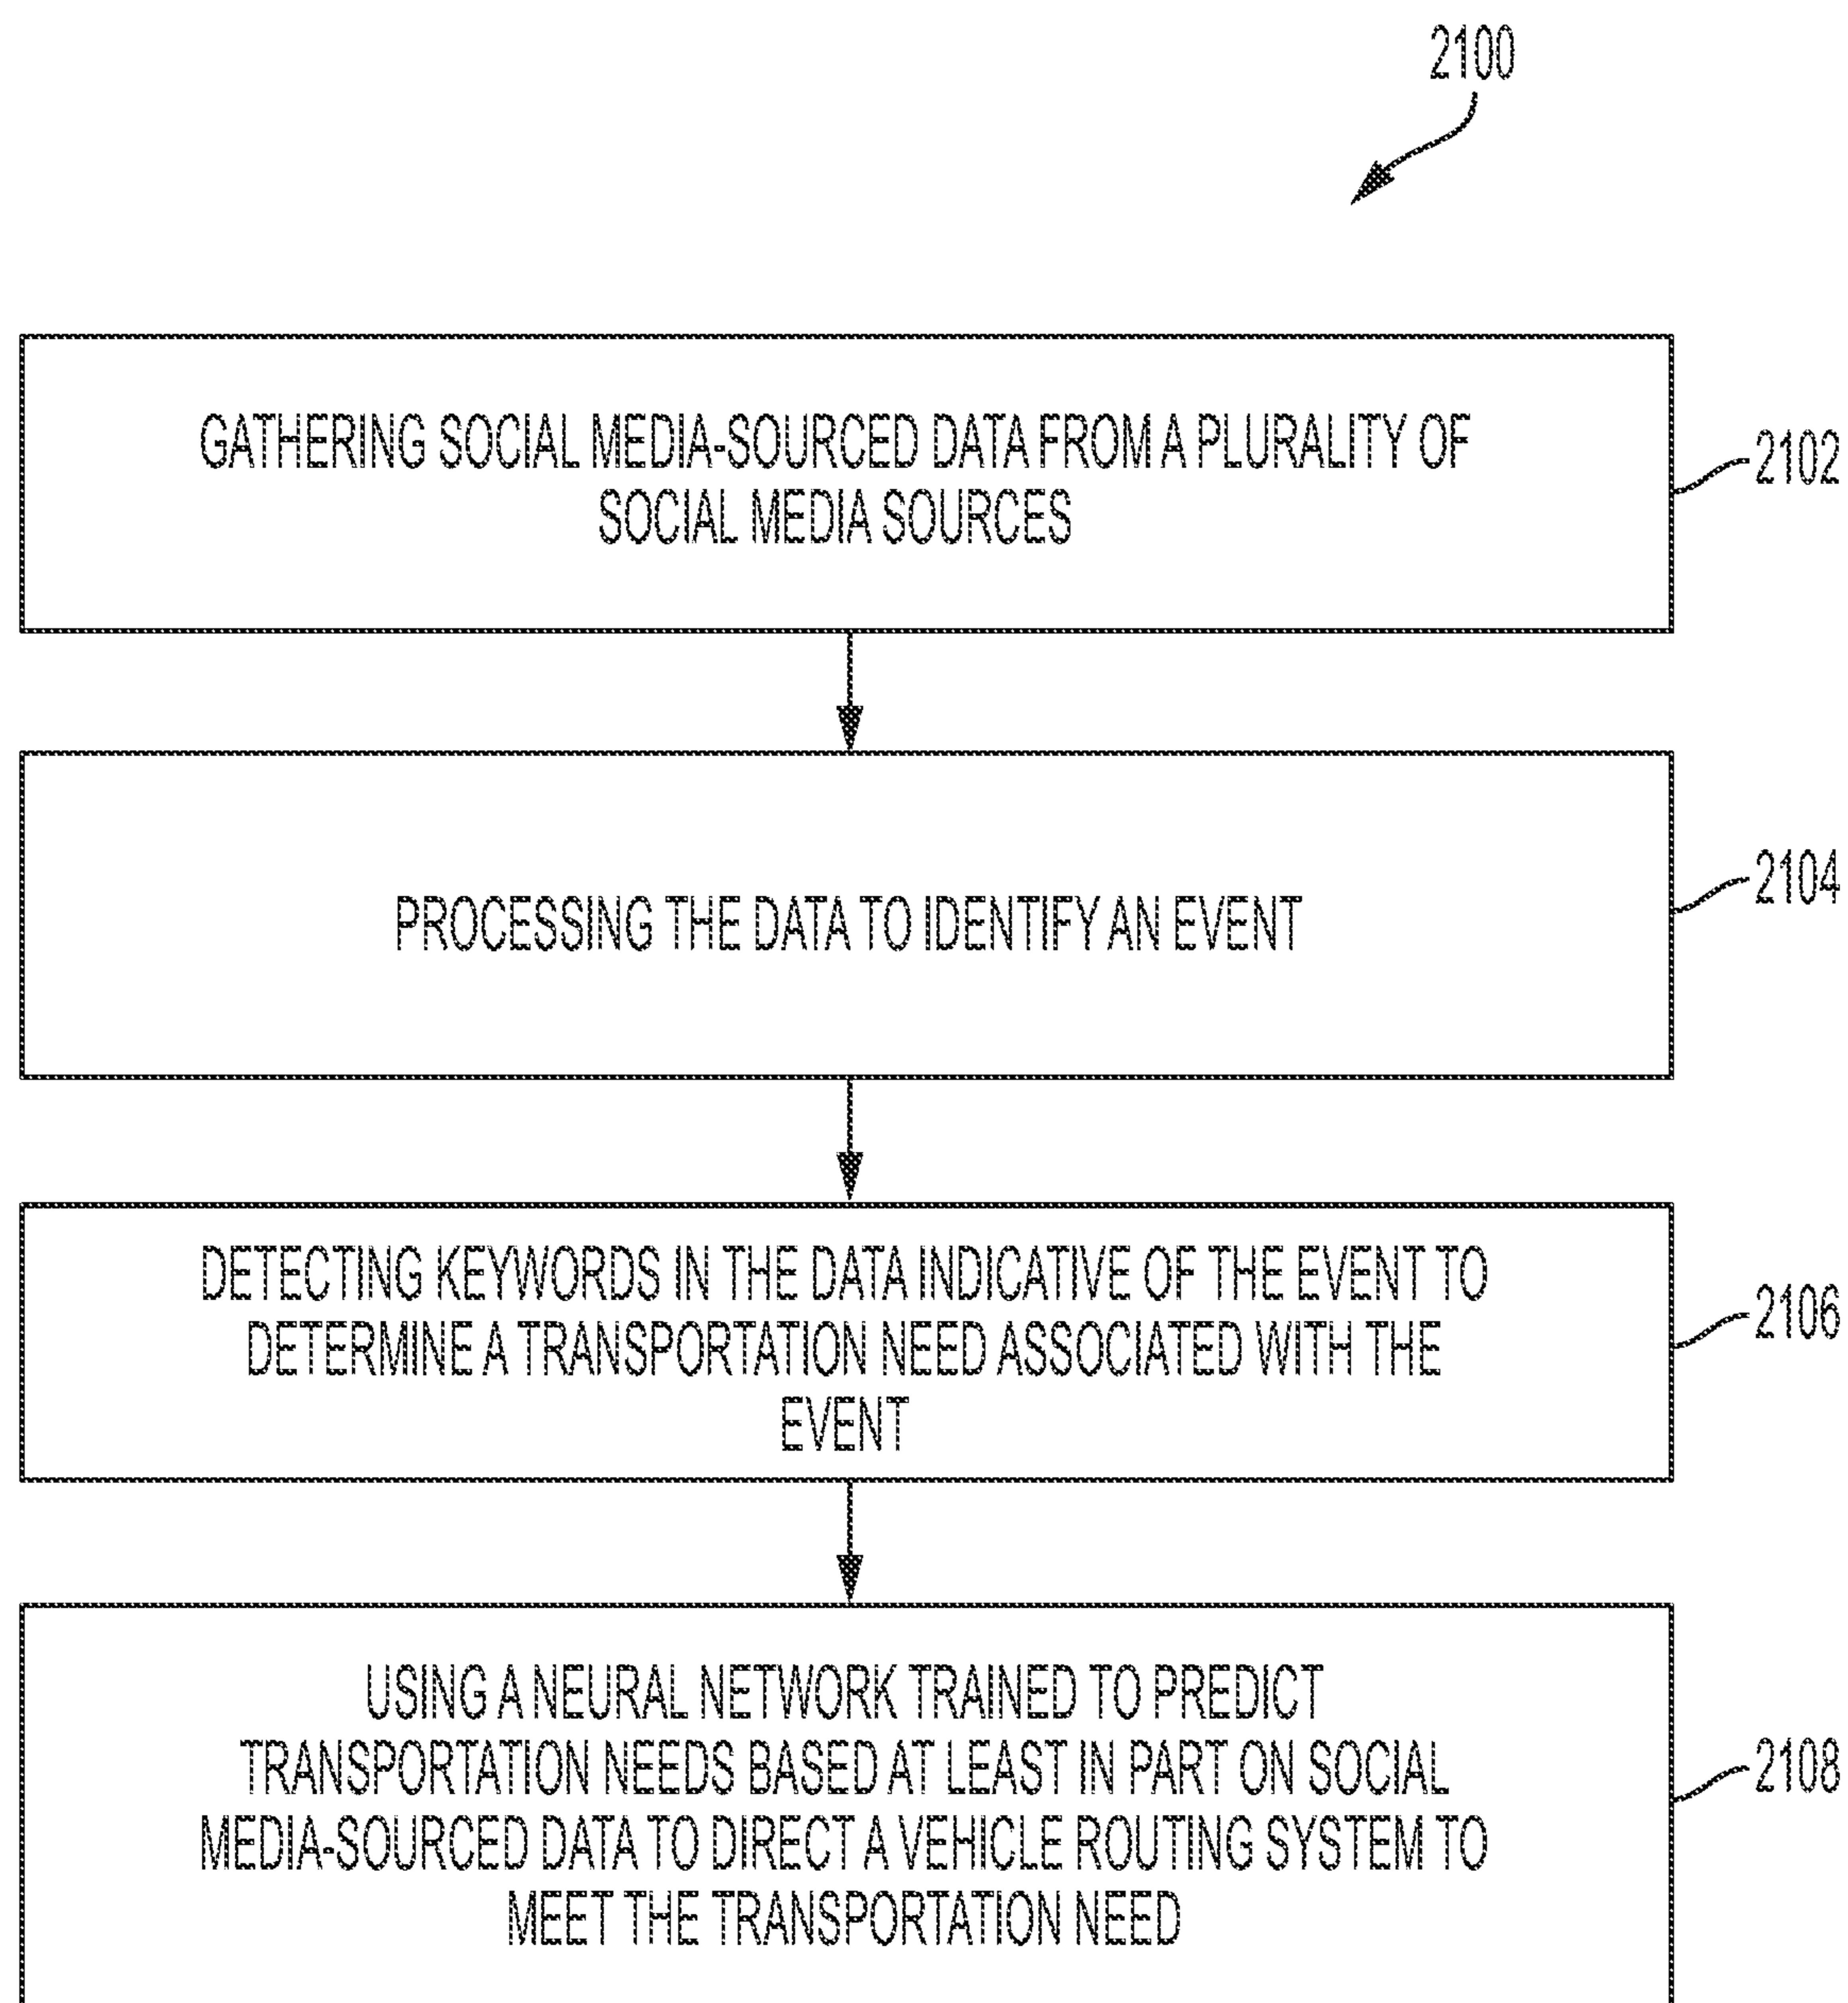 2100
GATHERING SOCIAL MEDIA-SOURCED DATA FROM A PLURALITY OF
SOCIAL MEDIA SOURCES
2102
PROCESSING THE DATA TO IDENTIFY AN EVENT
2104
DETECTING KEYWORDS IN THE DATA INDICATIVE OF THE EVENT TO
DETERMINE A TRANSPORTATION NEED ASSOCIATED WITH THE
EVENT
2106
USING A NEURAL NETWORK TRAINED TO PREDICT
TRANSPORTATION NEEDS BASED AT LEAST IN PART ON SOCIAL
MEDIA-SOURCED DATA TO DIRECT A VEHICLE ROUTING SYSTEM TO
MEET THE TRANSPORTATION NEED
2108